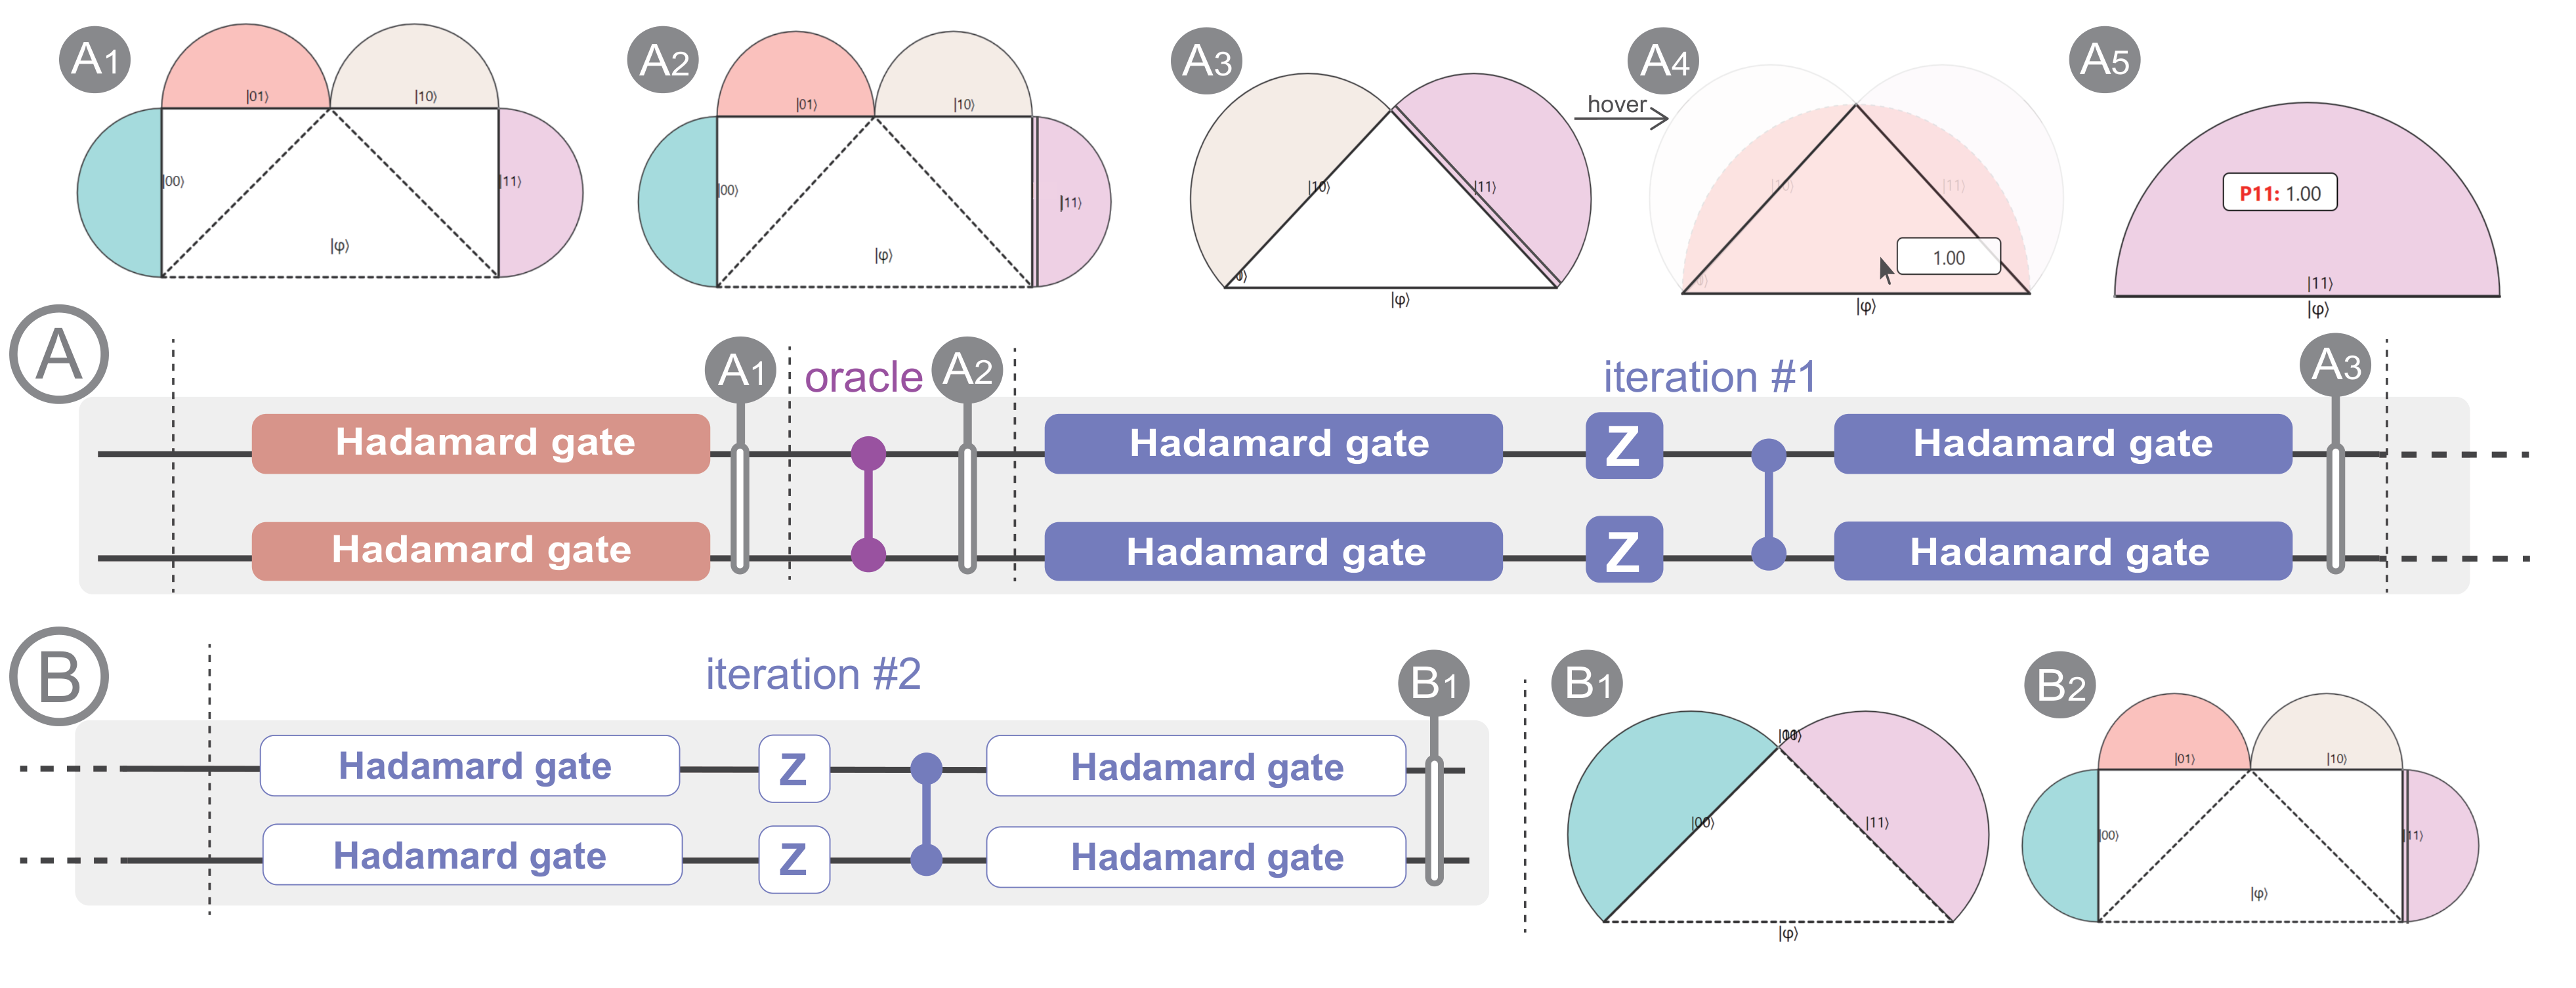 A1
|01⟩
|10⟩
|00⟩
|11⟩
|φ⟩
A2
|01⟩
|10⟩
|00⟩
|11⟩
|φ⟩
A3
|10⟩
|11⟩
|φ⟩
hover
A4
|10⟩
|11⟩
1.00
|φ⟩
A5
P11: 1.00
|11⟩
|φ⟩
A
A1
oracle
A2
iteration #1
A3
Hadamard gate
Hadamard gate
Z
Hadamard gate
Hadamard gate
Hadamard gate
Z
Hadamard gate
B
iteration #2
B1
Hadamard gate
Z
Hadamard gate
Hadamard gate
Z
Hadamard gate
B1
|00⟩
|11⟩
|φ⟩
B2
|01⟩
|10⟩
|00⟩
|11⟩
|φ⟩